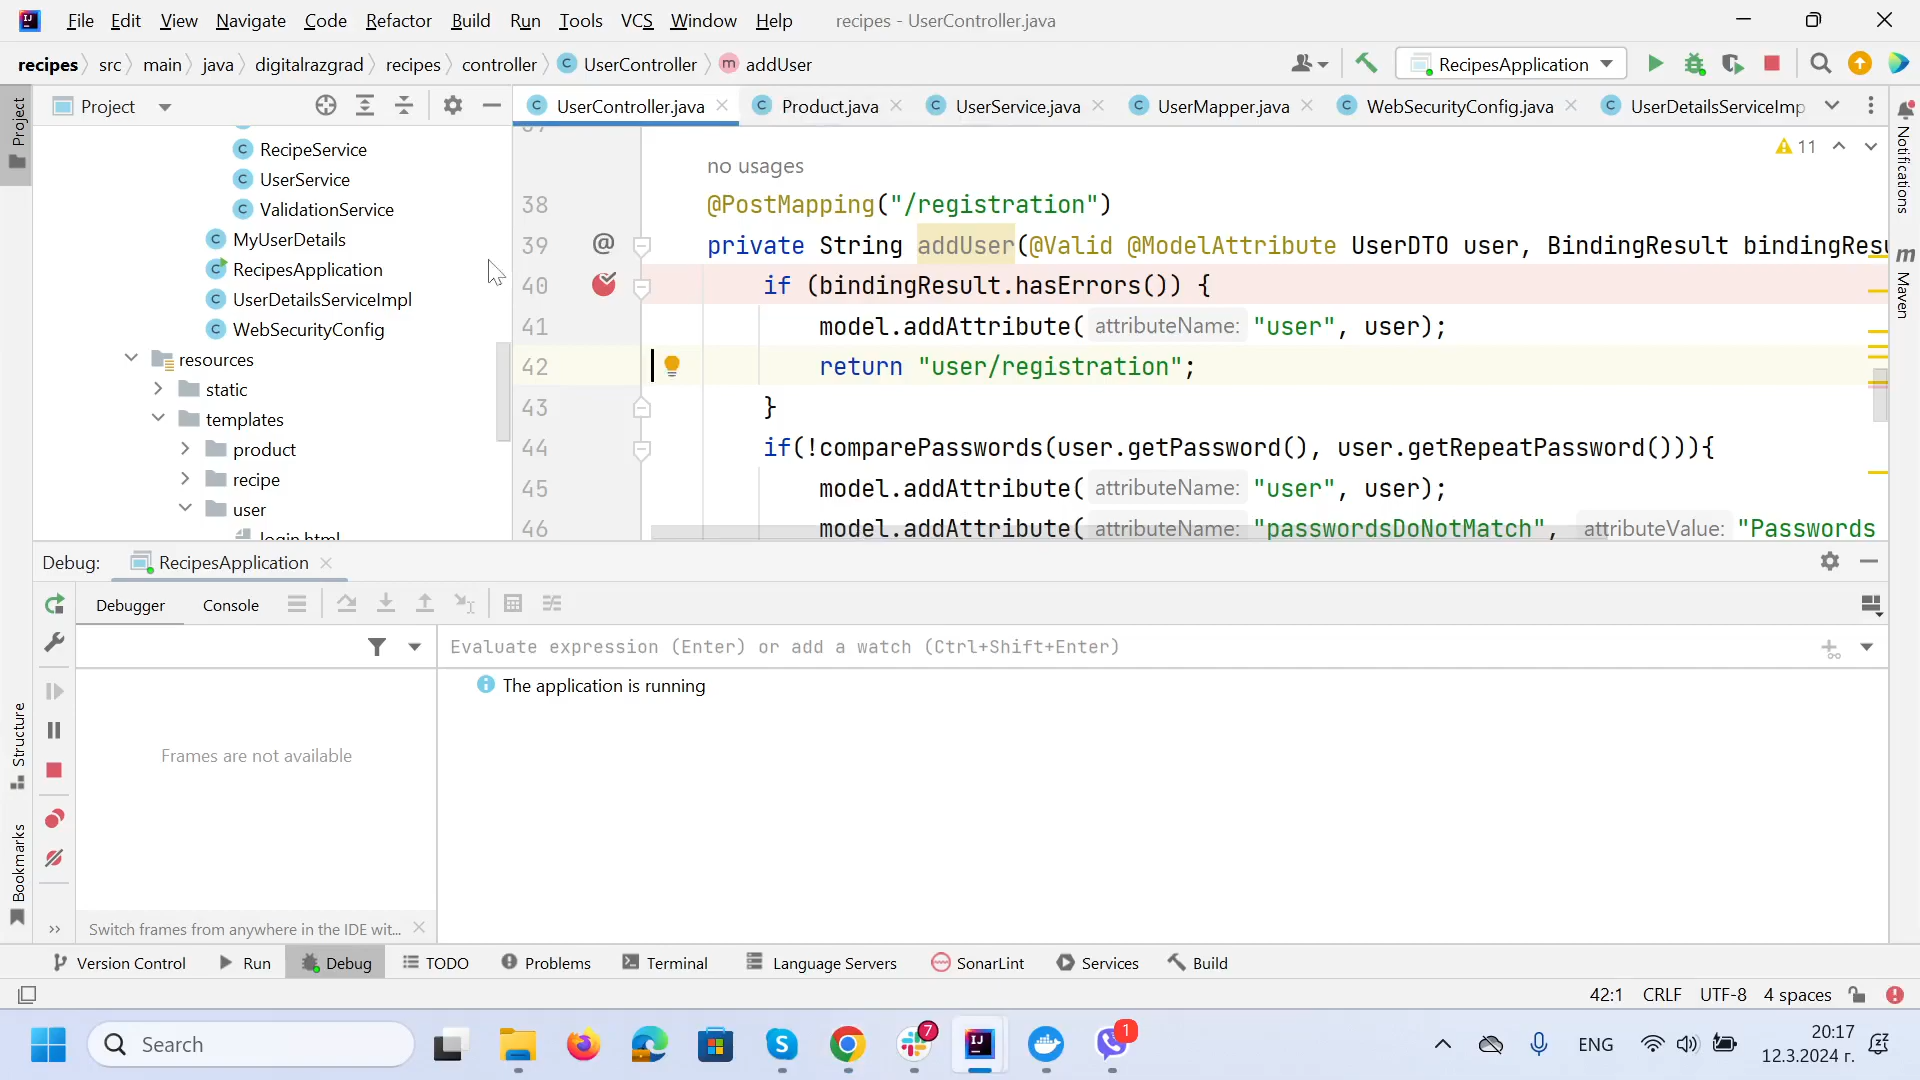 File Edit View Navigate Code Refactor Build Run Tools VCS Window Help recipes - UserController.java
recipes src main java digitalrazgrad recipes controller UserController addUser RecipesApplication
Project UserController.java Product.java UserService.java UserMapper.java WebSecurityConfig.java UserDetailsServiceImp
RecipeService
UserService
ValidationService
MyUserDetails
RecipesApplication
UserDetailsServiceImpl
WebSecurityConfig
resources
static
templates
product
recipe
user
login.html
Project
Structure
Bookmarks
11
no usages
38 @PostMapping("/registration")
39 @ private String addUser(@Valid @ModelAttribute UserDTO user, BindingResult bindingResu
40 if (bindingResult.hasErrors()) {
41 model.addAttribute( attributeName: "user", user);
42 return "user/registration";
43 }
44 if(!comparePasswords(user.getPassword(), user.getRepeatPassword())){
45 model.addAttribute( attributeName: "user", user);
46 model.addAttribute( attributeName: "passwordsDoNotMatch", attributeValue: "Passwords
Notifications
Maven
Debug: RecipesApplication
Debugger Console
Evaluate expression (Enter) or add a watch (Ctrl+Shift+Enter)
The application is running
Frames are not available
Switch frames from anywhere in the IDE wit...
Version Control Run Debug TODO Problems Terminal Language Servers SonarLint Services Build
42:1 CRLF UTF-8 4 spaces
Search 7 1 ENG 20:17
12.3.2024 г.